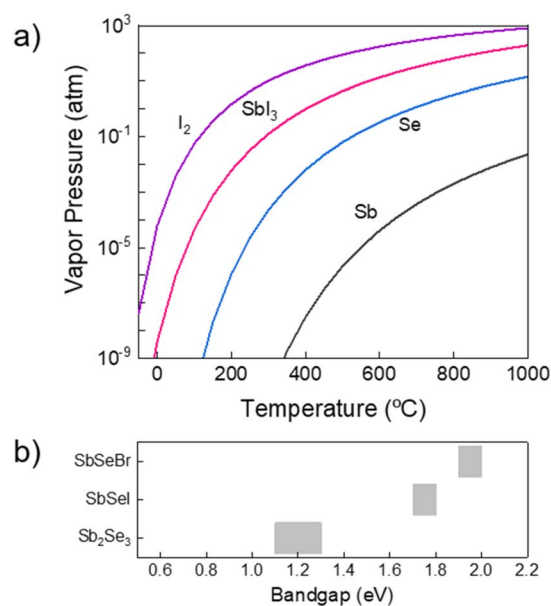 a)
10³
10⁻¹
10⁻⁵
10⁻⁹
Vapor Pressure (atm)
I₂
SbI₃
Se
Sb
0 200 400 600 800 1000
Temperature (ºC)
b)
SbSeBr
SbSeI
Sb₂Se₃
0.6 0.8 1.0 1.2 1.4 1.6 1.8 2.0 2.2
Bandgap (eV)